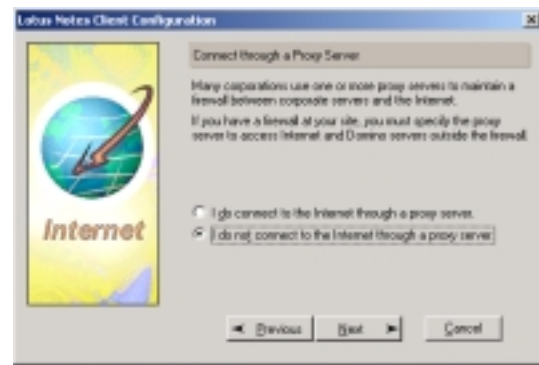 Lotus Notes Client Configuration
Connect through a Proxy Server
Many corporations use one or more proxy servers to maintain a
firewall between corporate servers and the Internet.
If you have a firewall at your site, you must specify the proxy
server to access Internet and Domino servers outside the firewall.
I do connect to the Internet through a proxy server.
I do not connect to the Internet through a proxy server.
Internet
Previous
Next
Cancel